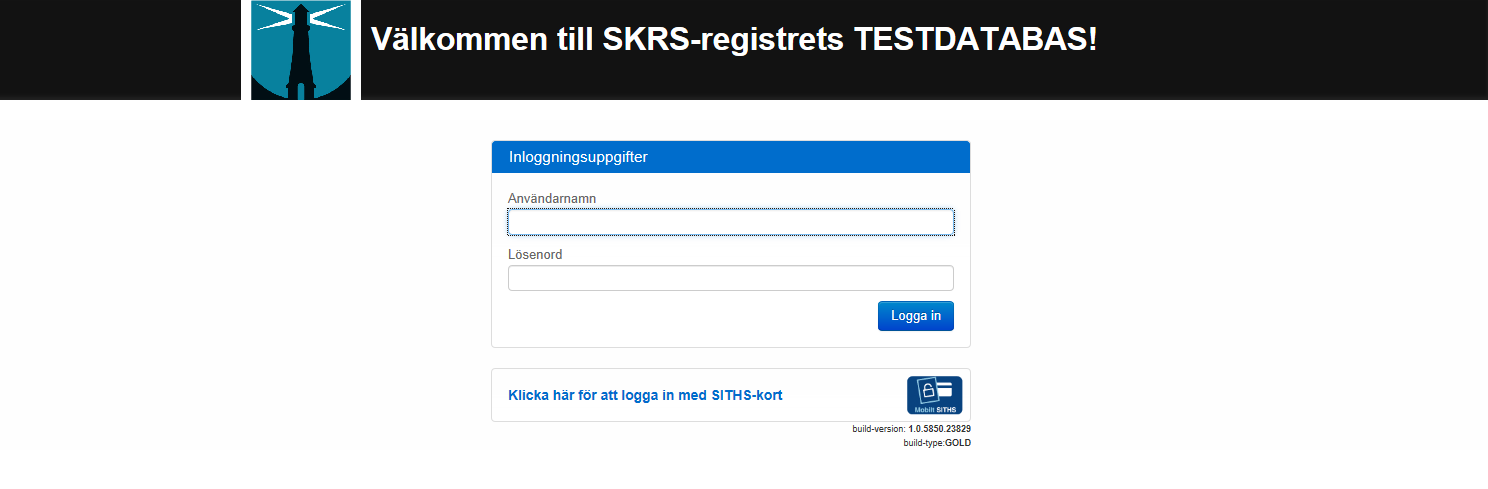 Välkommen till SKRS-registrets TESTDATABAS!
Inloggningsuppgifter
Användarnamn
Lösenord
Logga in
Klicka här för att logga in med SITHS-kort
Mobilt SITHS
build-version: 1.0.5850.23829
build-type:GOLD